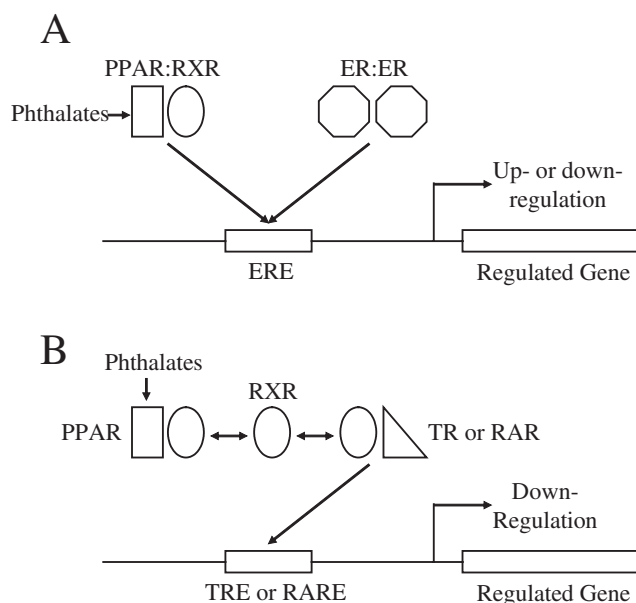 A
PPAR:RXR
ER:ER
Phthalates
Up- or down-
regulation
ERE
Regulated Gene
B
Phthalates
RXR
PPAR
TR or RAR
Down-
Regulation
TRE or RARE
Regulated Gene